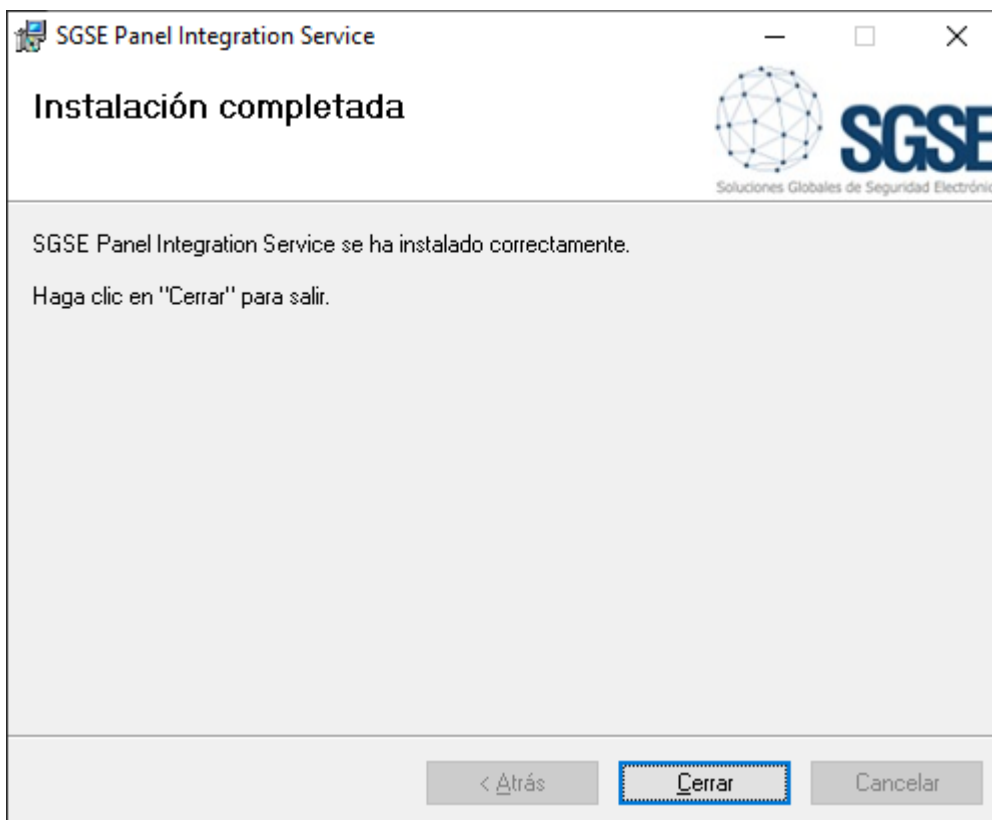 SGSE Panel Integration Service
Instalación completada
SGSE
Soluciones Globales de Seguridad Electrónic
SGSE Panel Integration Service se ha instalado correctamente.
Haga clic en "Cerrar" para salir.
< Atrás
Cerrar
Cancelar